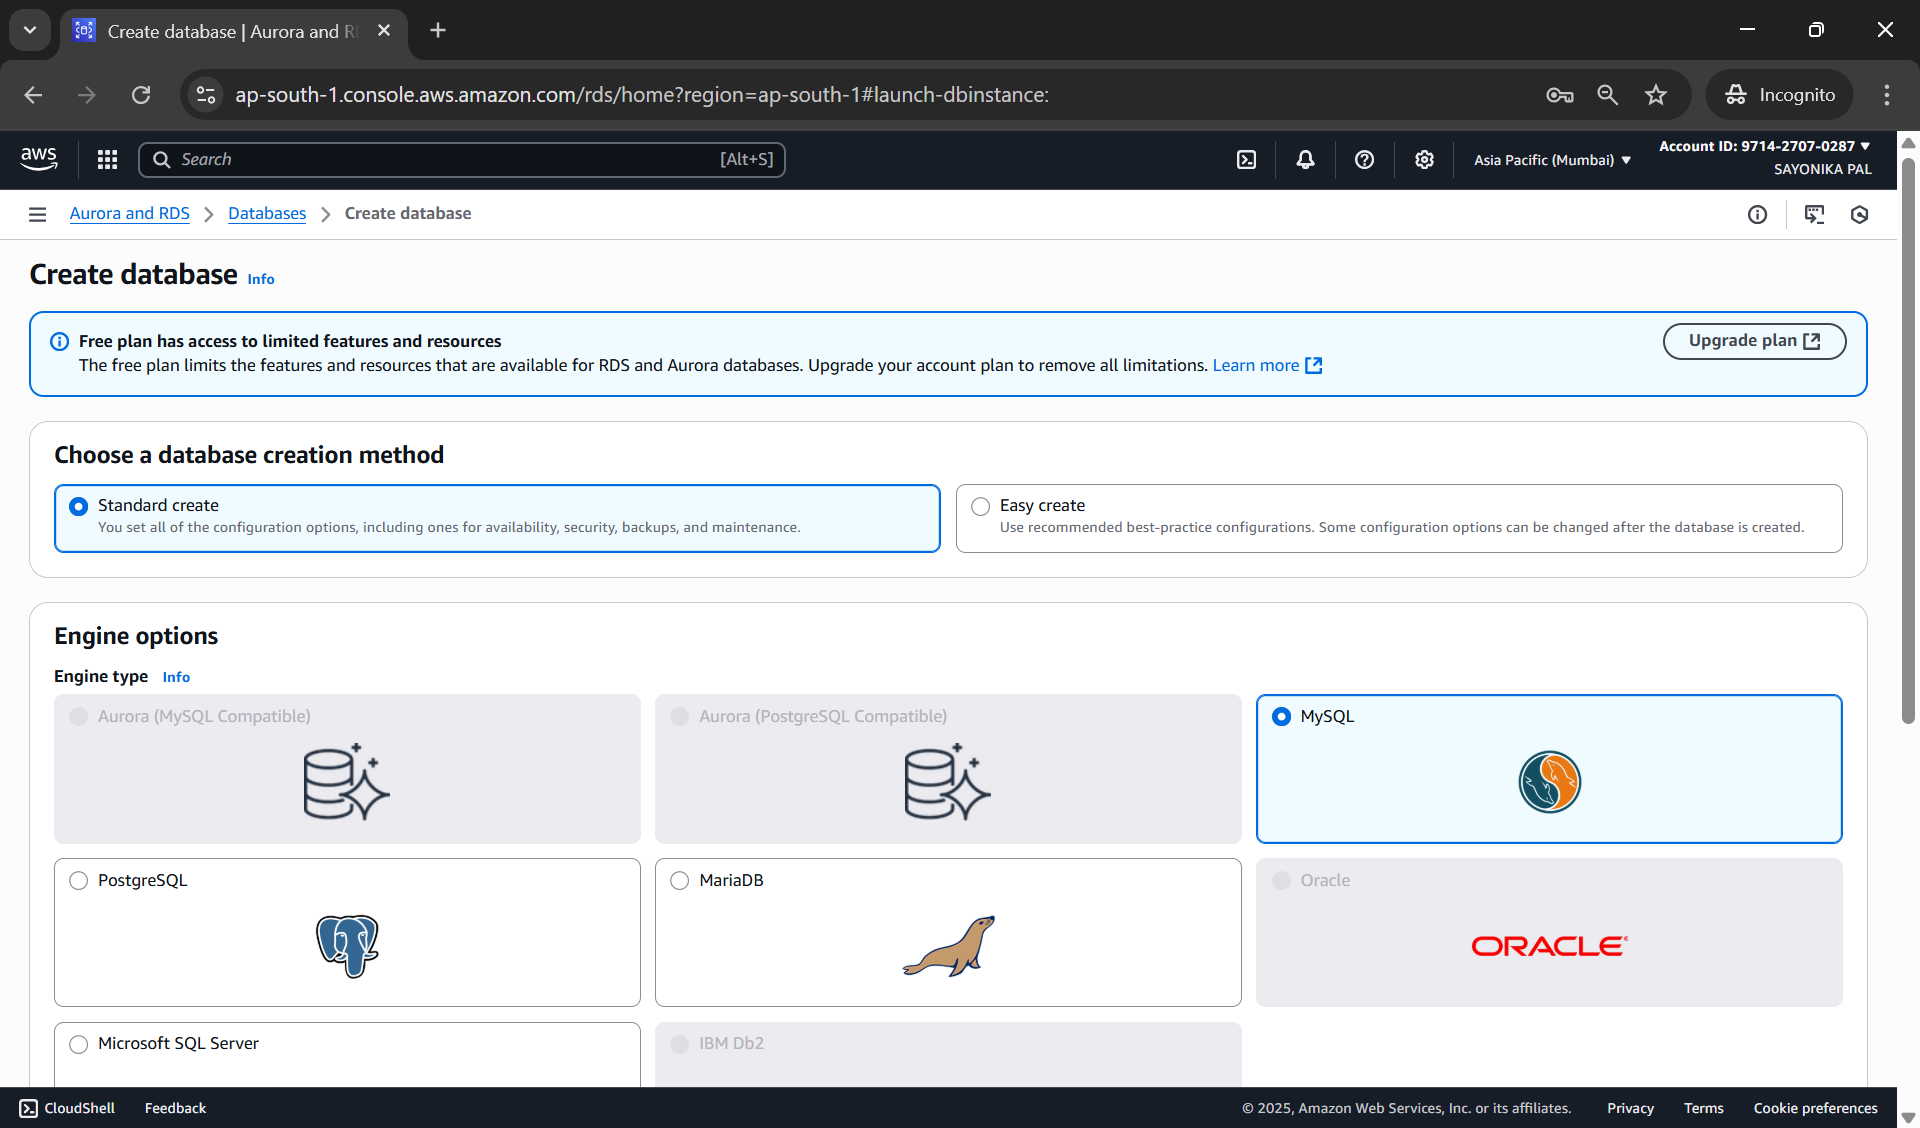 Create database | Aurora and R
ap-south-1.console.aws.amazon.com/rds/home?region=ap-south-1#launch-dbinstance:
Incognito
aws
Search
[Alt+S]
Asia Pacific (Mumbai)
Account ID: 9714-2707-0287
SAYONIKA PAL
Aurora and RDS
Databases
Create database
Create database Info
Free plan has access to limited features and resources
The free plan limits the features and resources that are available for RDS and Aurora databases. Upgrade your account plan to remove all limitations. Learn more
Upgrade plan
Choose a database creation method
Standard create
You set all of the configuration options, including ones for availability, security, backups, and maintenance.
Easy create
Use recommended best-practice configurations. Some configuration options can be changed after the database is created.
Engine options
Engine type Info
Aurora (MySQL Compatible)
Aurora (PostgreSQL Compatible)
MySQL
PostgreSQL
MariaDB
Oracle
ORACLE
Microsoft SQL Server
IBM Db2
CloudShell
Feedback
© 2025, Amazon Web Services, Inc. or its affiliates.
Privacy
Terms
Cookie preferences